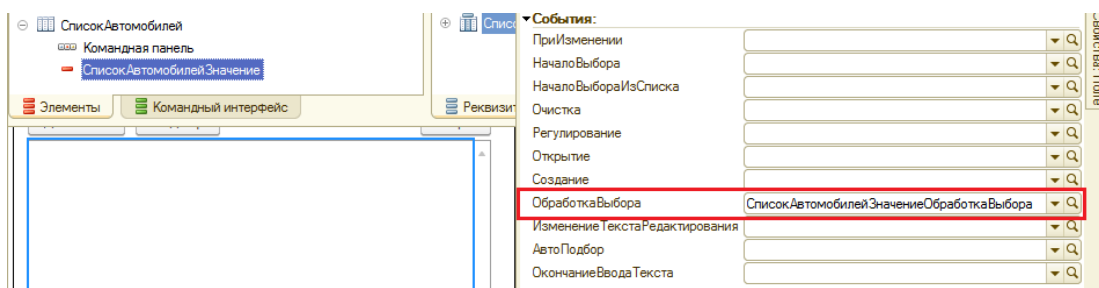 СписокАвтомобилей
Командная панель
СписокАвтомобилейЗначение
Элементы
Командный интерфейс
События:
ПриИзменении
НачалоВыбора
НачалоВыбораИзСписка
Очистка
Регулирование
Открытие
Создание
ОбработкаВыбора СписокАвтомобилейЗначениеОбработкаВыбора
ИзменениеТекстаРедактирования
АвтоПодбор
ОкончаниеВводаТекста